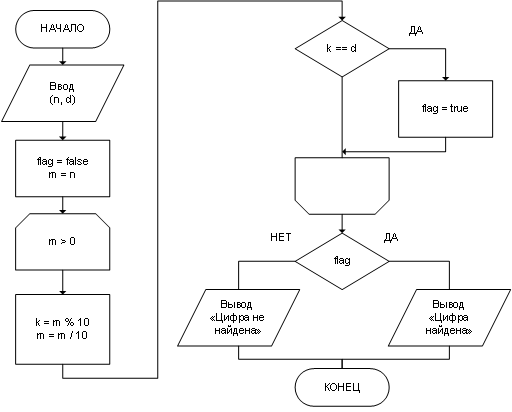 НАЧАЛО
Ввод
(n, d)
flag = false
m = n
m > 0
k = m % 10
m = m / 10
k == d
ДА
flag = true
flag
НЕТ
ДА
Вывод
«Цифра не
найдена»
Вывод
«Цифра
найдена»
КОНЕЦ